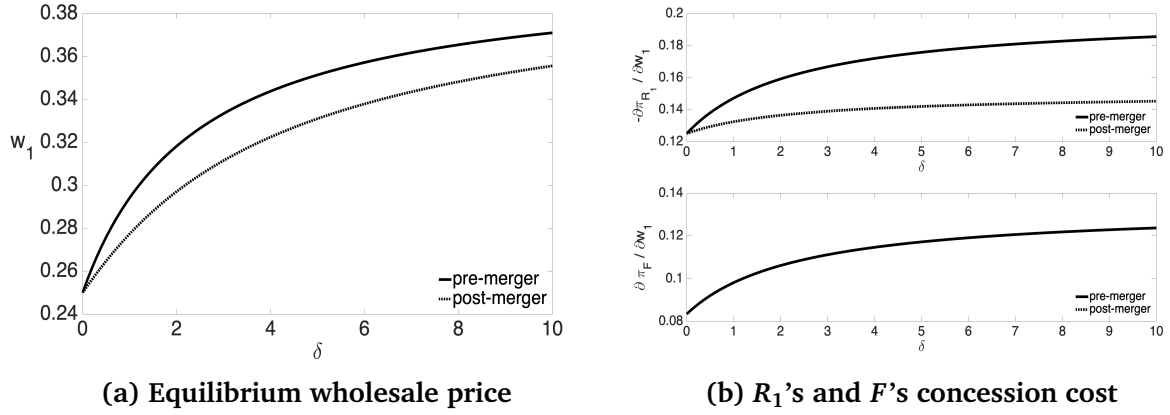 0.38
0.36
0.34
0.32
w₁
0.3
0.28
0.26
0.24
pre-merger
post-merger
0 2 4 6 8 10
δ
(a) Equilibrium wholesale price
0.2
0.18
0.16
0.14
0.12
-∂π_{R₁} / ∂w₁
pre-merger
post-merger
0 1 2 3 4 5 6 7 8 9 10
δ
0.14
0.12
0.1
0.08
∂ π_F / ∂w₁
pre-merger
post-merger
0 1 2 3 4 5 6 7 8 9 10
δ
(b) R₁'s and F's concession cost